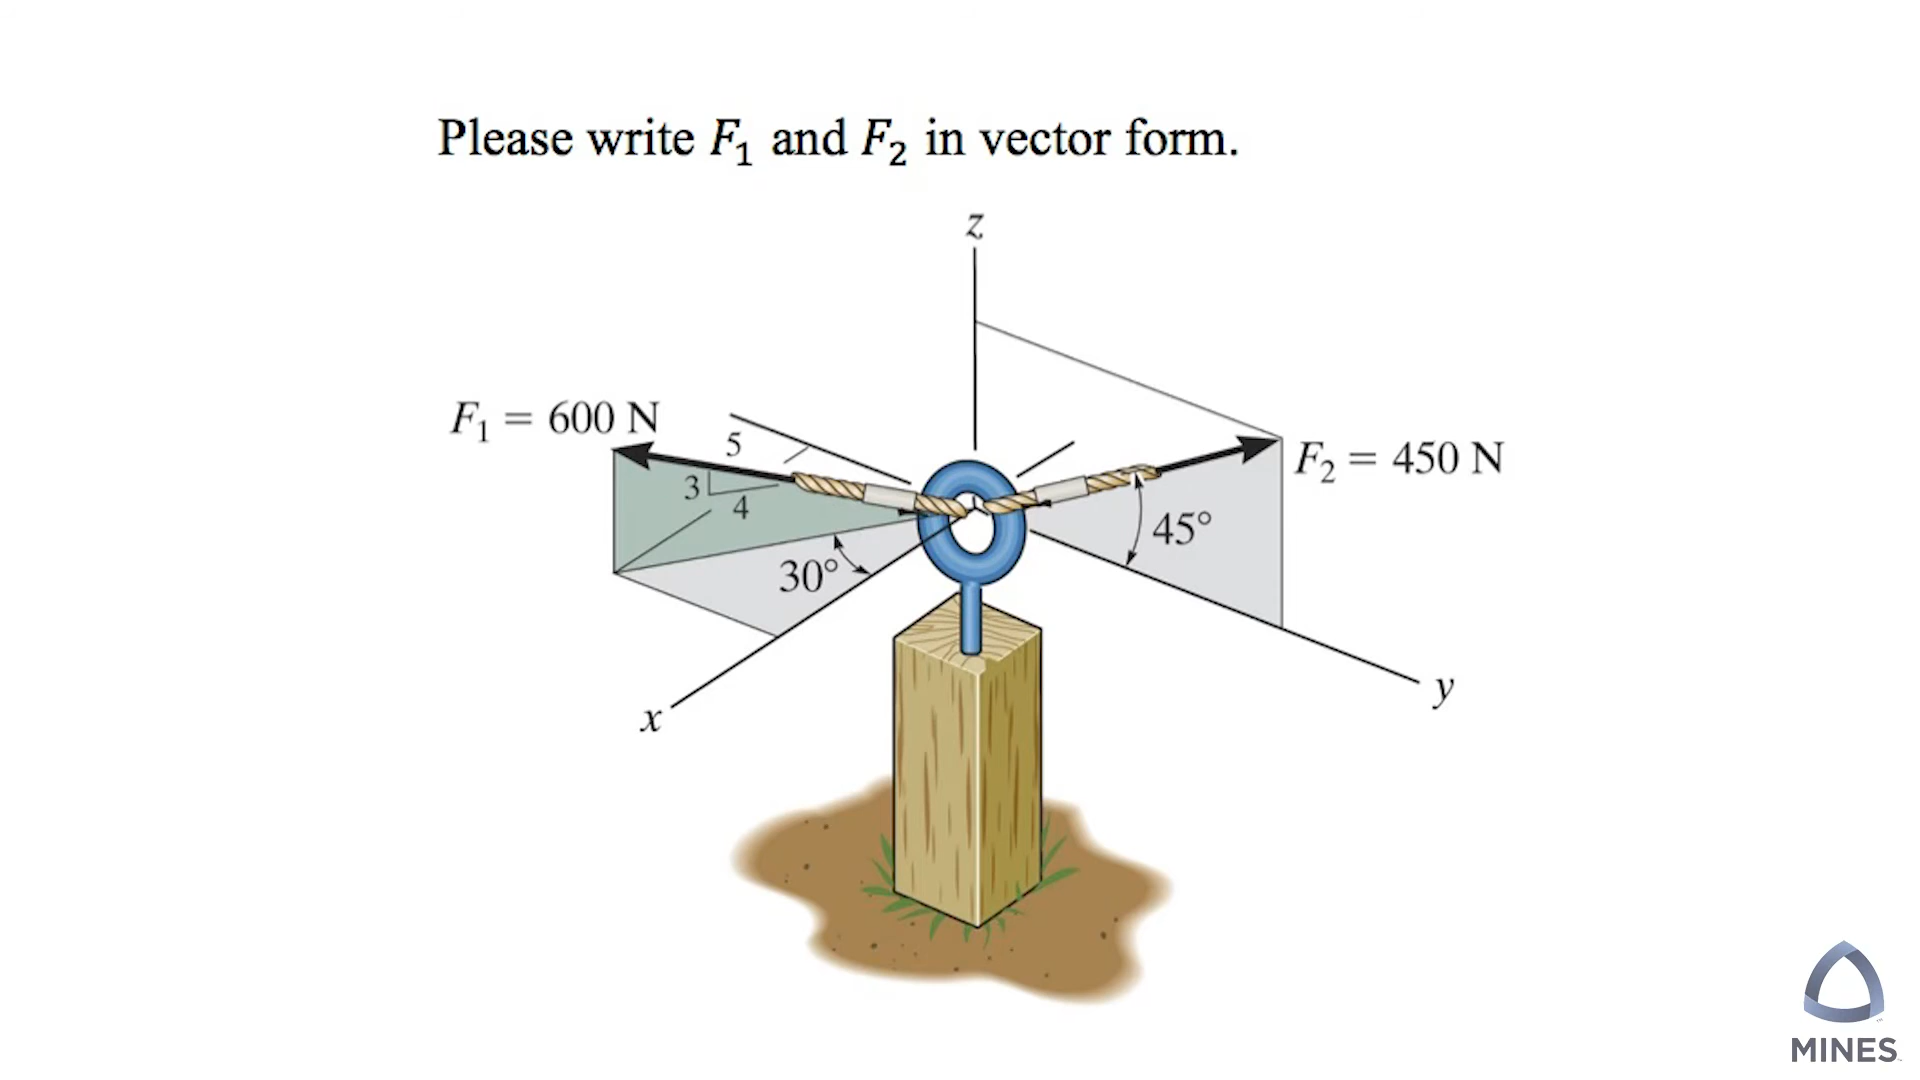 Please write F₁ and F₂ in vector form.
z
F₁ = 600 N
5
3
4
F₂ = 450 N
45°
30°
x
y
MINES